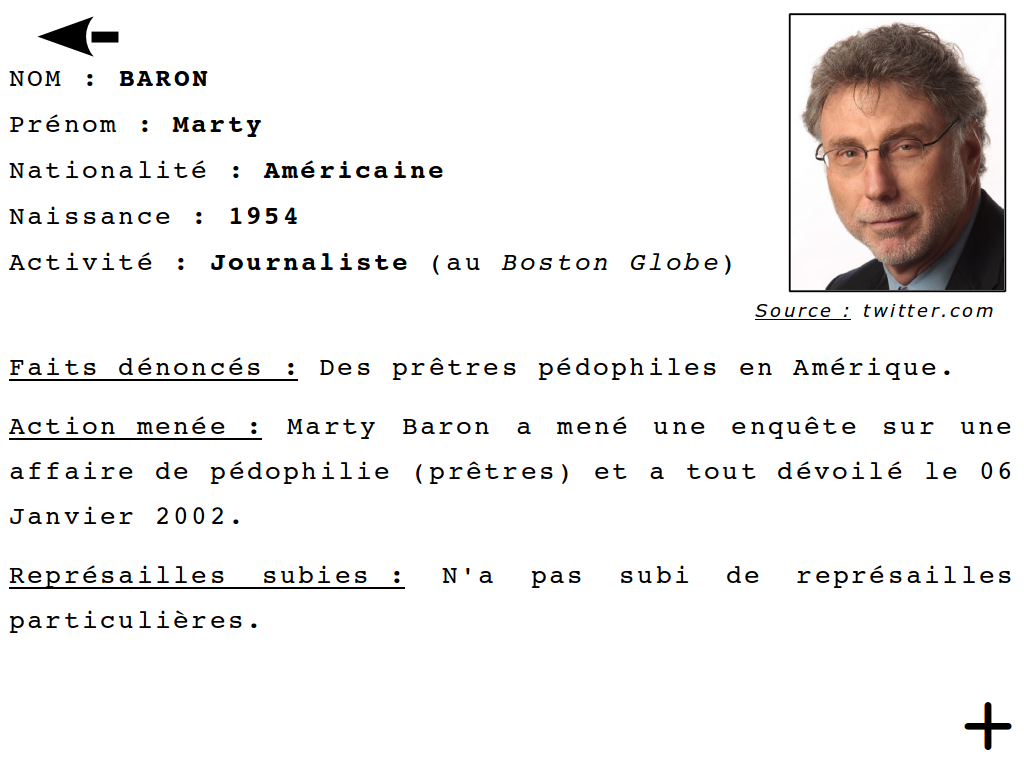 NOM : BARON
Prénom : Marty
Nationalité : Américaine
Naissance : 1954
Activité : Journaliste (au Boston Globe)
Source : twitter.com
Faits dénoncés : Des prêtres pédophiles en Amérique.
Action menée : Marty Baron a mené une enquête sur une
affaire de pédophilie (prêtres) et a tout dévoilé le 06
Janvier 2002.
Représailles subies : N'a pas subi de représailles
particulières.